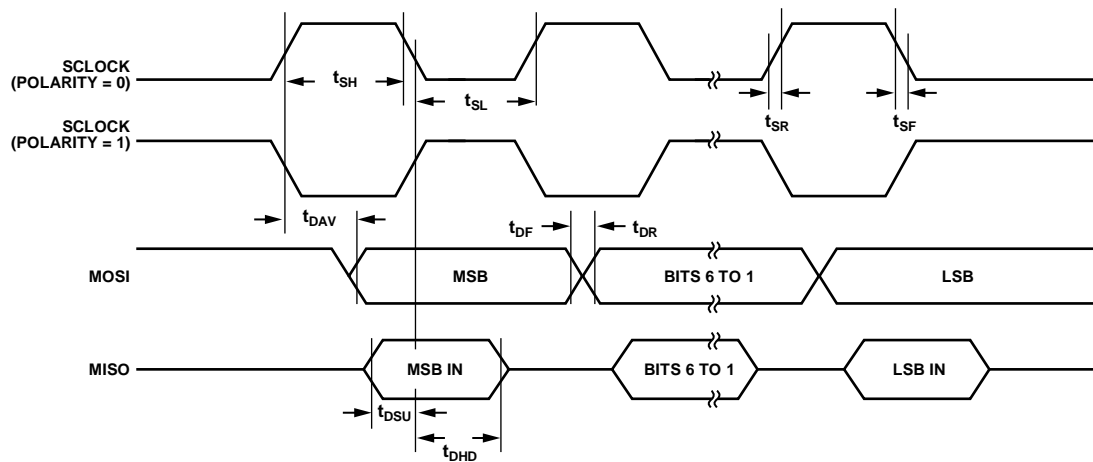 SCLOCK
(POLARITY = 0)
tSH
tSL
tSR
tSF
SCLOCK
(POLARITY = 1)
tDAV
tDF
tDR
MOSI
MSB
BITS 6 TO 1
LSB
MISO
MSB IN
BITS 6 TO 1
LSB IN
tDSU
tDHD